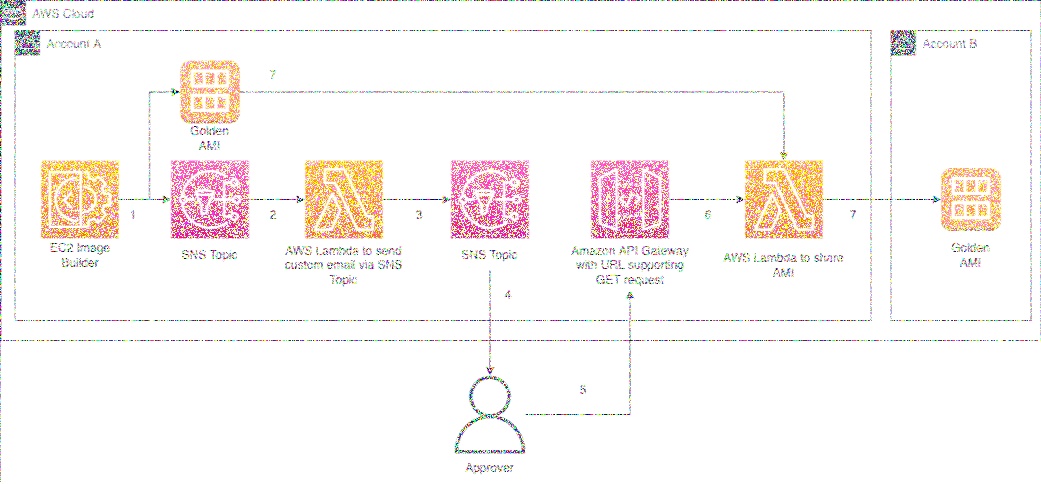 AWS Cloud
Account A
Account B
7
Golden
AMI
1
2
3
6
7
EC2 Image
Builder
SNS Topic
AWS Lambda to send
custom email via SNS
Topic
SNS Topic
Amazon API Gateway
with URL supporting
GET request
AWS Lambda to share
AMI
Golden
AMI
4
5
Approver